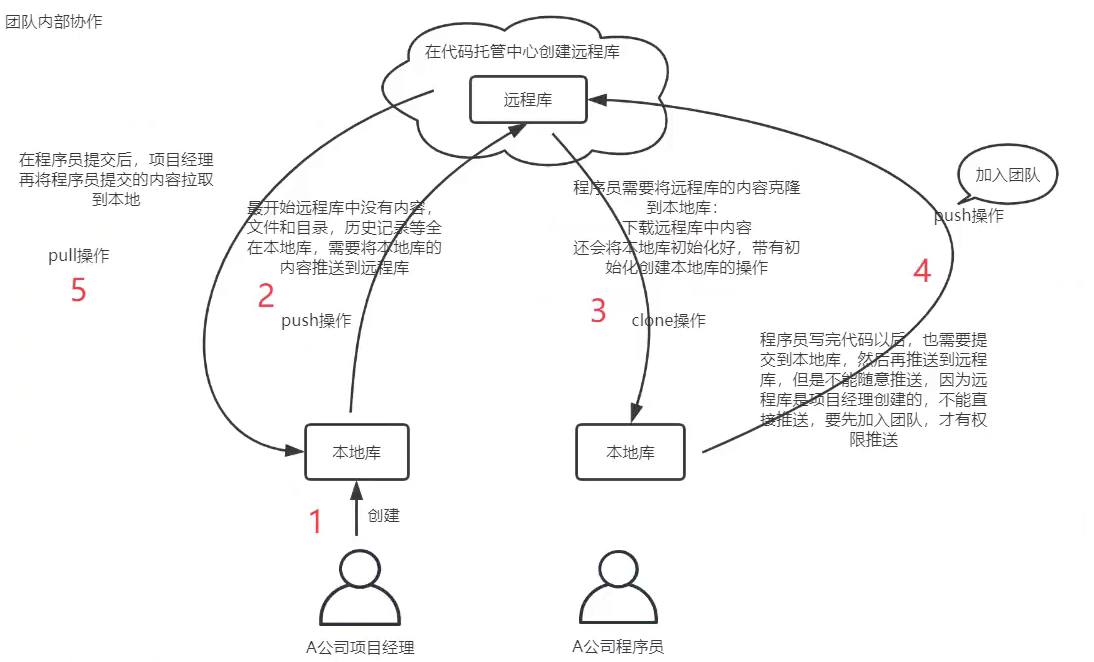 团队内部协作
在代码托管中心创建远程库
远程库
在程序员提交后，项目经理
再将程序员提交的内容拉取
到本地
pull操作
5
最开始远程库中没有内容，
文件和目录，历史记录等全
在本地库，需要将本地库的
内容推送到远程库
2
push操作
程序员需要将远程库的内容克隆
到本地库：
下载远程库中内容
还会将本地库初始化好，带有初
始化创建本地库的操作
3
clone操作
加入团队
push操作
4
程序员写完代码以后，也需要提
交到本地库，然后再推送到远程
库，但是不能随意推送，因为远
程库是项目经理创建的，不能直
接推送，要先加入团队，才有权
限推送
本地库
本地库
1
创建
A公司项目经理
A公司程序员